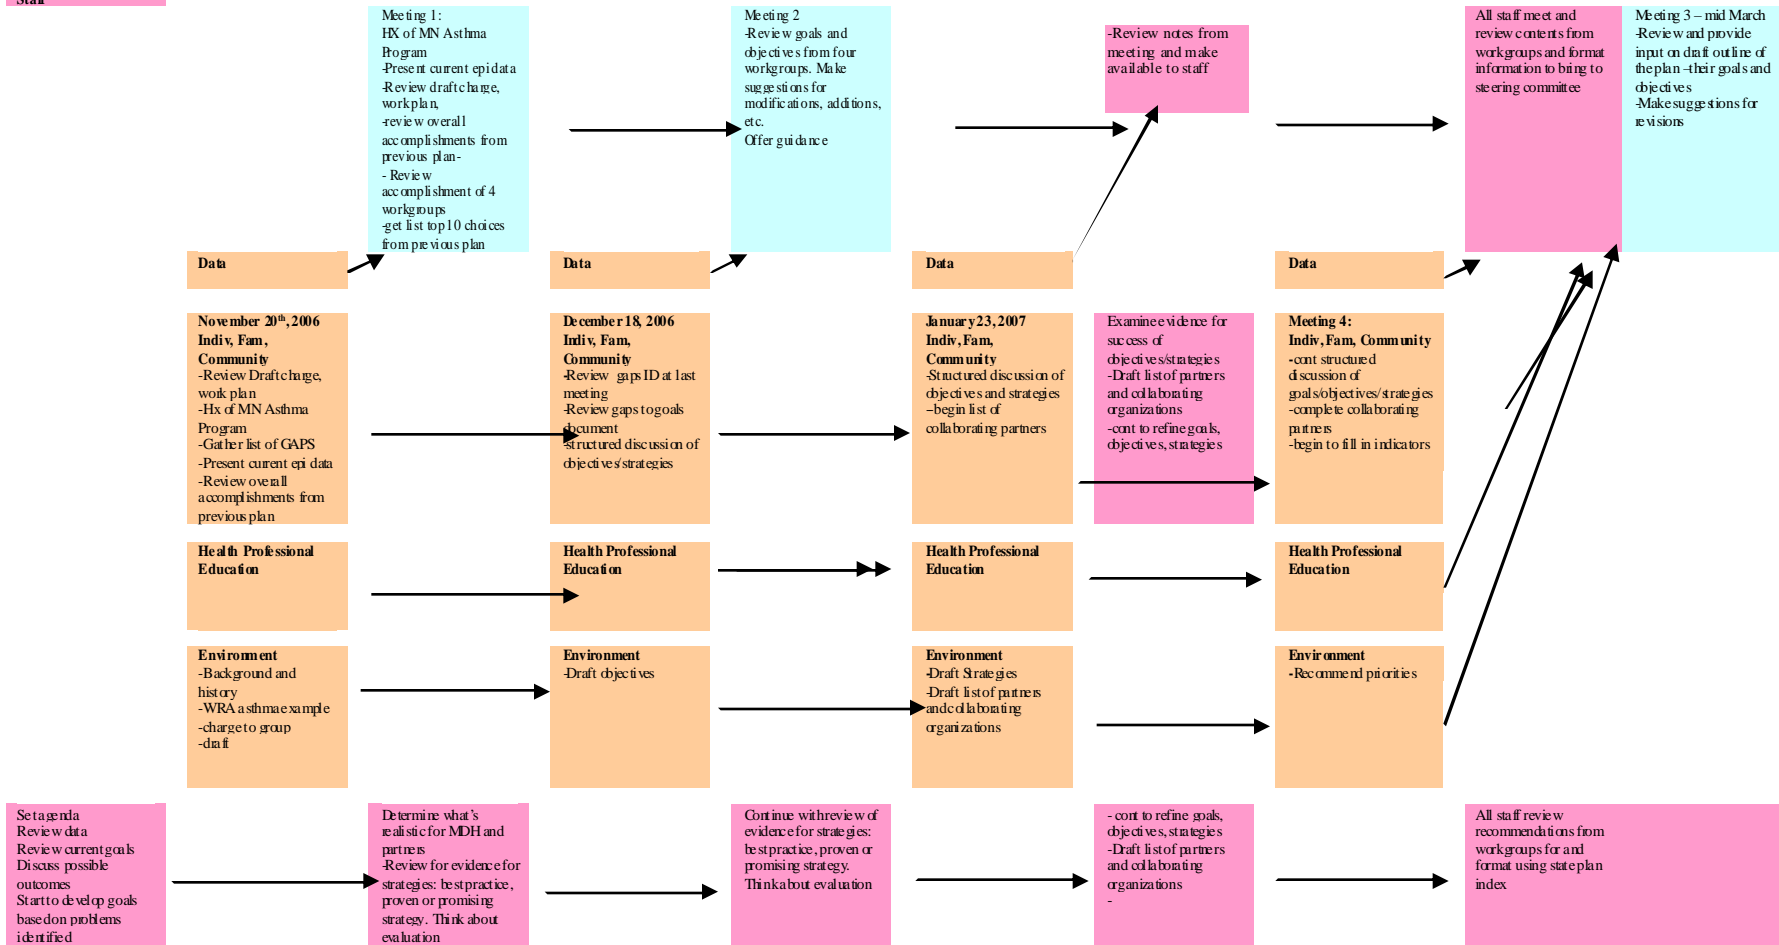 Staff
Meeting 1:
HX of MN Asthma
Program
-Present current epi data
-Review draft charge,
workplan,
-review overall
accomplishments from
previous plan-
- Review
accomplishment of 4
workgroups
-get list top 10 choices
from previous plan
Meeting 2
-Review goals and
objectives from four
workgroups. Make
suggestions for
modifications, additions,
etc.
Offer guidance
-Review notes from
meeting and make
available to staff
All staff meet and
review contents from
workgroups and format
information to bring to
steering committee
Meeting 3 – mid March
-Review and provide
input on draft outline of
the plan – their goals and
objectives
-Make suggestions for
revisions
Data
Data
Data
Data
November 20th, 2006
Indiv, Fam,
Community
-Review Draft charge,
work plan
-Hx of MN Asthma
Program
-Gather list of GAPS
-Present current epi data
-Review overall
accomplishments from
previous plan
December 18, 2006
Indiv, Fam,
Community
-Review gaps ID at last
meeting
-Review gaps to goals
document
-structured discussion of
objectives/strategies
January 23, 2007
Indiv, Fam,
Community
-Structured discussion of
objectives and strategies
–begin list of
collaborating partners
Examine evidence for
success of
objectives/strategies
-Draft list of partners
and collaborating
organizations
-cont to refine goals,
objectives, strategies
Meeting 4:
Indiv, Fam, Community
-cont structured
discussion of
goals/objectives/strategies
-complete collaborating
partners
-begin to fill in indicators
Health Professional
Education
Health Professional
Education
Health Professional
Education
Health Professional
Education
Environment
-Background and
history
-WRA asthma example
-charge to group
-draft
Environment
-Draft objectives
Environment
-Draft Strategies
-Draft list of partners
and collaborating
organizations
Environment
-Recommend priorities
Set agenda
Review data
Review current goals
Discuss possible
outcomes
Start to develop goals
based on problems
identified
Determine what's
realistic for MDH and
partners
-Review for evidence for
strategies: best practice,
proven or promising
strategy. Think about
evaluation
Continue with review of
evidence for strategies:
best practice, proven or
promising strategy.
Think about evaluation
- cont to refine goals,
objectives, strategies
-Draft list of partners
and collaborating
organizations
-
All staff review
recommendations from
workgroups for and
format using state plan
index